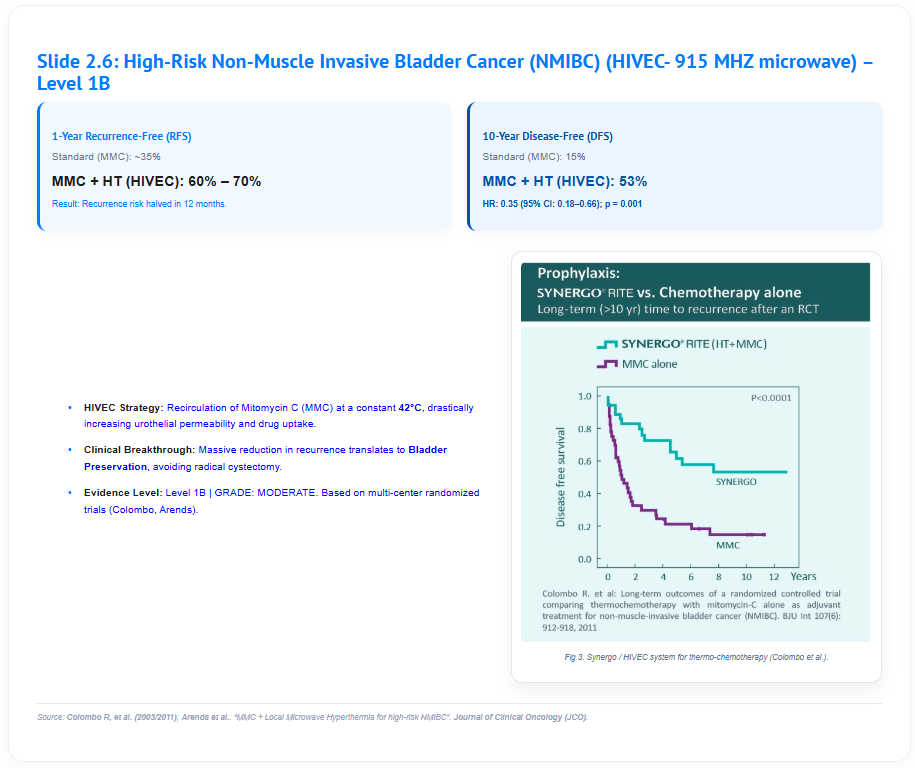 Slide 2.6: High-Risk Non-Muscle Invasive Bladder Cancer (NMIBC) (HIVEC- 915 MHZ microwave) –
Level 1B
1-Year Recurrence-Free (RFS)
Standard (MMC): ~35%
MMC + HT (HIVEC): 60% – 70%
Result: Recurrence risk halved in 12 months.
10-Year Disease-Free (DFS)
Standard (MMC): 15%
MMC + HT (HIVEC): 53%
HR: 0.35 (95% CI: 0.18–0.66); p = 0.001
• HIVEC Strategy: Recirculation of Mitomycin C (MMC) at a constant 42°C, drastically
increasing urothelial permeability and drug uptake.
• Clinical Breakthrough: Massive reduction in recurrence translates to Bladder
Preservation, avoiding radical cystectomy.
• Evidence Level: Level 1B | GRADE: MODERATE. Based on multi-center randomized
trials (Colombo, Arends).
Prophylaxis:
SYNERGO® RITE vs. Chemotherapy alone
Long-term (>10 yr) time to recurrence after an RCT
SYNERGO® RITE (HT+MMC)
MMC alone
P<0.0001
Disease free survival
1.0
0.8
0.6
0.4
0.2
0.0
SYNERGO
MMC
0 2 4 6 8 10 12 Years
Colombo R. et al: Long-term outcomes of a randomized controlled trial
comparing thermochemotherapy with mitomycin-C alone as adjuvant
treatment for non-muscle-invasive bladder cancer (NMIBC). BJU Int 107(6):
912-918, 2011
Fig 3. Synergo / HIVEC system for thermo-chemotherapy (Colombo et al.).
Source: Colombo R, et al. (2003/2011); Arends et al.. "MMC + Local Microwave Hyperthermia for high-risk NMIBC". Journal of Clinical Oncology (JCO).